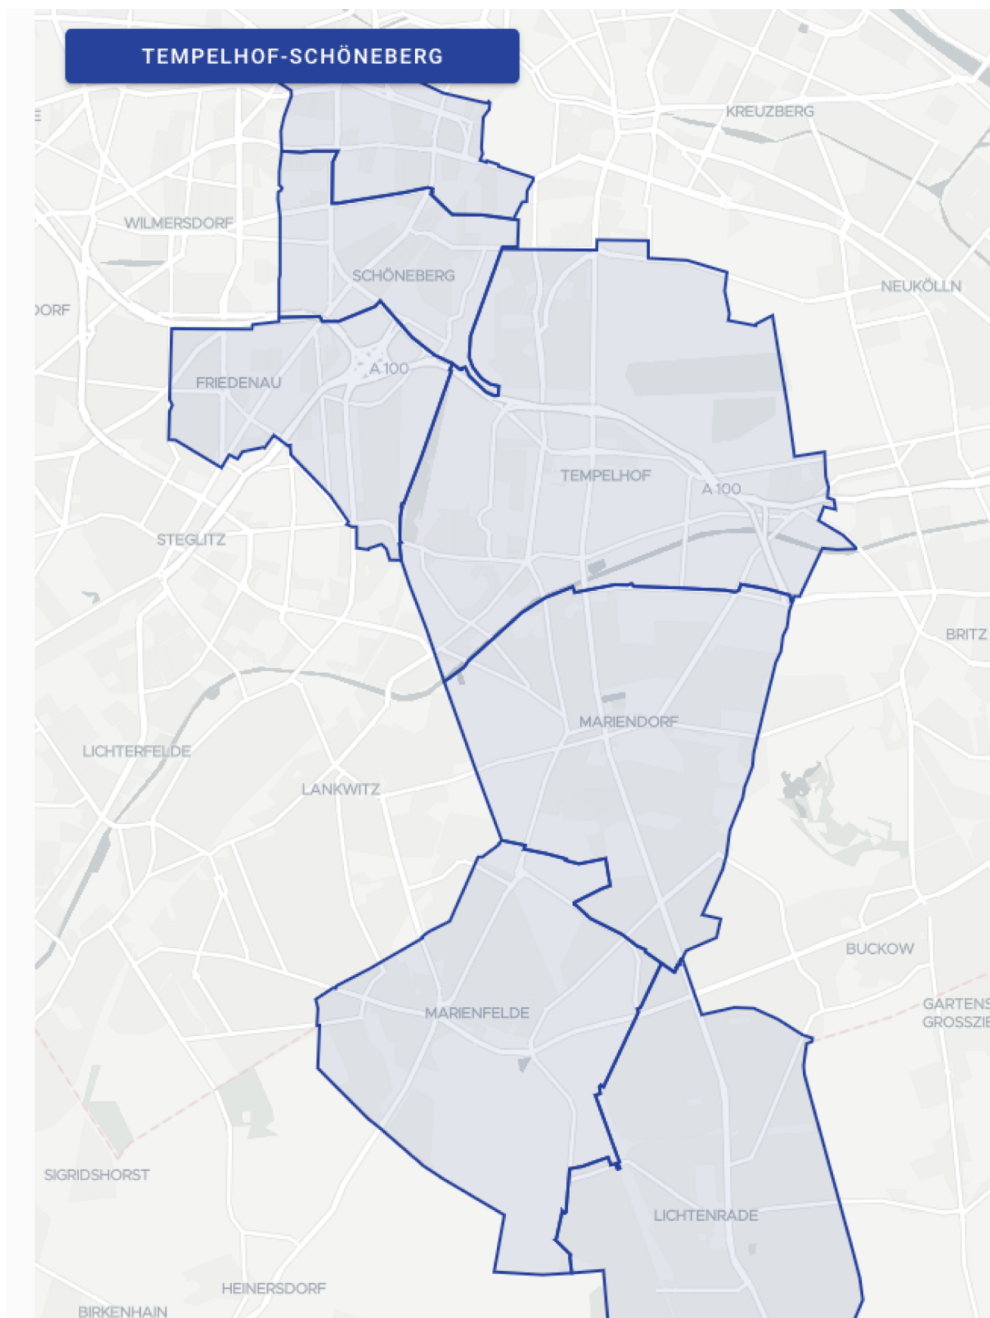 TEMPELHOF-SCHÖNEBERG
KREUZBERG
WILMERSDORF
SCHÖNEBERG
NEUKÖLLN
DORF
A 100
FRIEDENAU
TEMPELHOF
A 100
STEGLITZ
BRITZ
MARIENDORF
LICHTERFELDE
LANKWITZ
BUCKOW
GARTENS
GROSSZIE
MARIENFELDE
SIGRIDSHORST
LICHTENRADE
HEINERSDORF
BIRKENHAIN